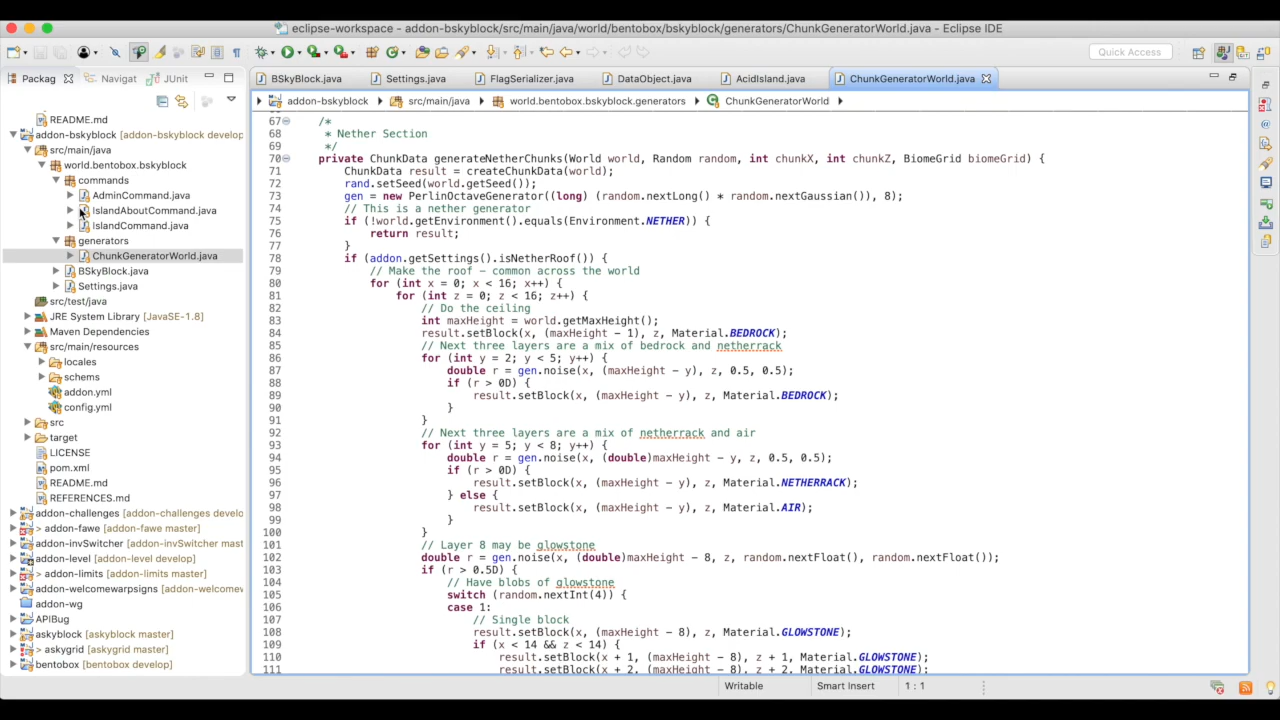 eclipse-workspace - addon-bskyblock/src/main/java/world/bentobox/bskyblock/generators/ChunkGeneratorWorld.java - Eclipse IDE
Quick Access
Packag
Navigat
JUnit
BSkyBlock.java
Settings.java
FlagSerializer.java
DataObject.java
AcidIsland.java
ChunkGeneratorWorld.java
addon-bskyblock
src/main/java
world.bentobox.bskyblock.generators
ChunkGeneratorWorld
README.md
addon-bskyblock [addon-bskyblock develop
src/main/java
world.bentobox.bskyblock
commands
AdminCommand.java
IslandAboutCommand.java
IslandCommand.java
generators
ChunkGeneratorWorld.java
BSkyBlock.java
Settings.java
src/test/java
JRE System Library [JavaSE-1.8]
Maven Dependencies
src/main/resources
locales
schems
addon.yml
config.yml
src
target
LICENSE
pom.xml
README.md
REFERENCES.md
addon-challenges [addon-challenges develo
> addon-fawe [addon-fawe master]
addon-invSwitcher [addon-invSwitcher mast
addon-level [addon-level develop]
> addon-limits [addon-limits master]
addon-welcomewarpsigns [addon-welcomew
addon-wg
APIBug
askyblock [askyblock master]
> askygrid [askygrid master]
bentobox [bentobox develop]
67 /*
68 * Nether Section
69 */
70 private ChunkData generateNetherChunks(World world, Random random, int chunkX, int chunkZ, BiomeGrid biomeGrid) {
71 ChunkData result = createChunkData(world);
72 rand.setSeed(world.getSeed());
73 gen = new PerlinOctaveGenerator((long) (random.nextLong() * random.nextGaussian()), 8);
74 // This is a nether generator
75 if (!world.getEnvironment().equals(Environment.NETHER)) {
76 return result;
77 }
78 if (addon.getSettings().isNetherRoof()) {
79 // Make the roof - common across the world
80 for (int x = 0; x < 16; x++) {
81 for (int z = 0; z < 16; z++) {
82 // Do the ceiling
83 int maxHeight = world.getMaxHeight();
84 result.setBlock(x, (maxHeight - 1), z, Material.BEDROCK);
85 // Next three layers are a mix of bedrock and netherrack
86 for (int y = 2; y < 5; y++) {
87 double r = gen.noise(x, (maxHeight - y), z, 0.5, 0.5);
88 if (r > 0D) {
89 result.setBlock(x, (maxHeight - y), z, Material.BEDROCK);
90 }
91 }
92 // Next three layers are a mix of netherrack and air
93 for (int y = 5; y < 8; y++) {
94 double r = gen.noise(x, (double)maxHeight - y, z, 0.5, 0.5);
95 if (r > 0D) {
96 result.setBlock(x, (maxHeight - y), z, Material.NETHERRACK);
97 } else {
98 result.setBlock(x, (maxHeight - y), z, Material.AIR);
99 }
100 }
101 // Layer 8 may be glowstone
102 double r = gen.noise(x, (double)maxHeight - 8, z, random.nextFloat(), random.nextFloat());
103 if (r > 0.5D) {
104 // Have blobs of glowstone
105 switch (random.nextInt(4)) {
106 case 1:
107 // Single block
108 result.setBlock(x, (maxHeight - 8), z, Material.GLOWSTONE);
109 if (x < 14 && z < 14) {
110 result.setBlock(x + 1, (maxHeight - 8), z + 1, Material.GLOWSTONE);
111 result.setBlock(x + 2, (maxHeight - 8), z + 2, Material.GLOWSTONE);
Writable
Smart Insert
1 : 1